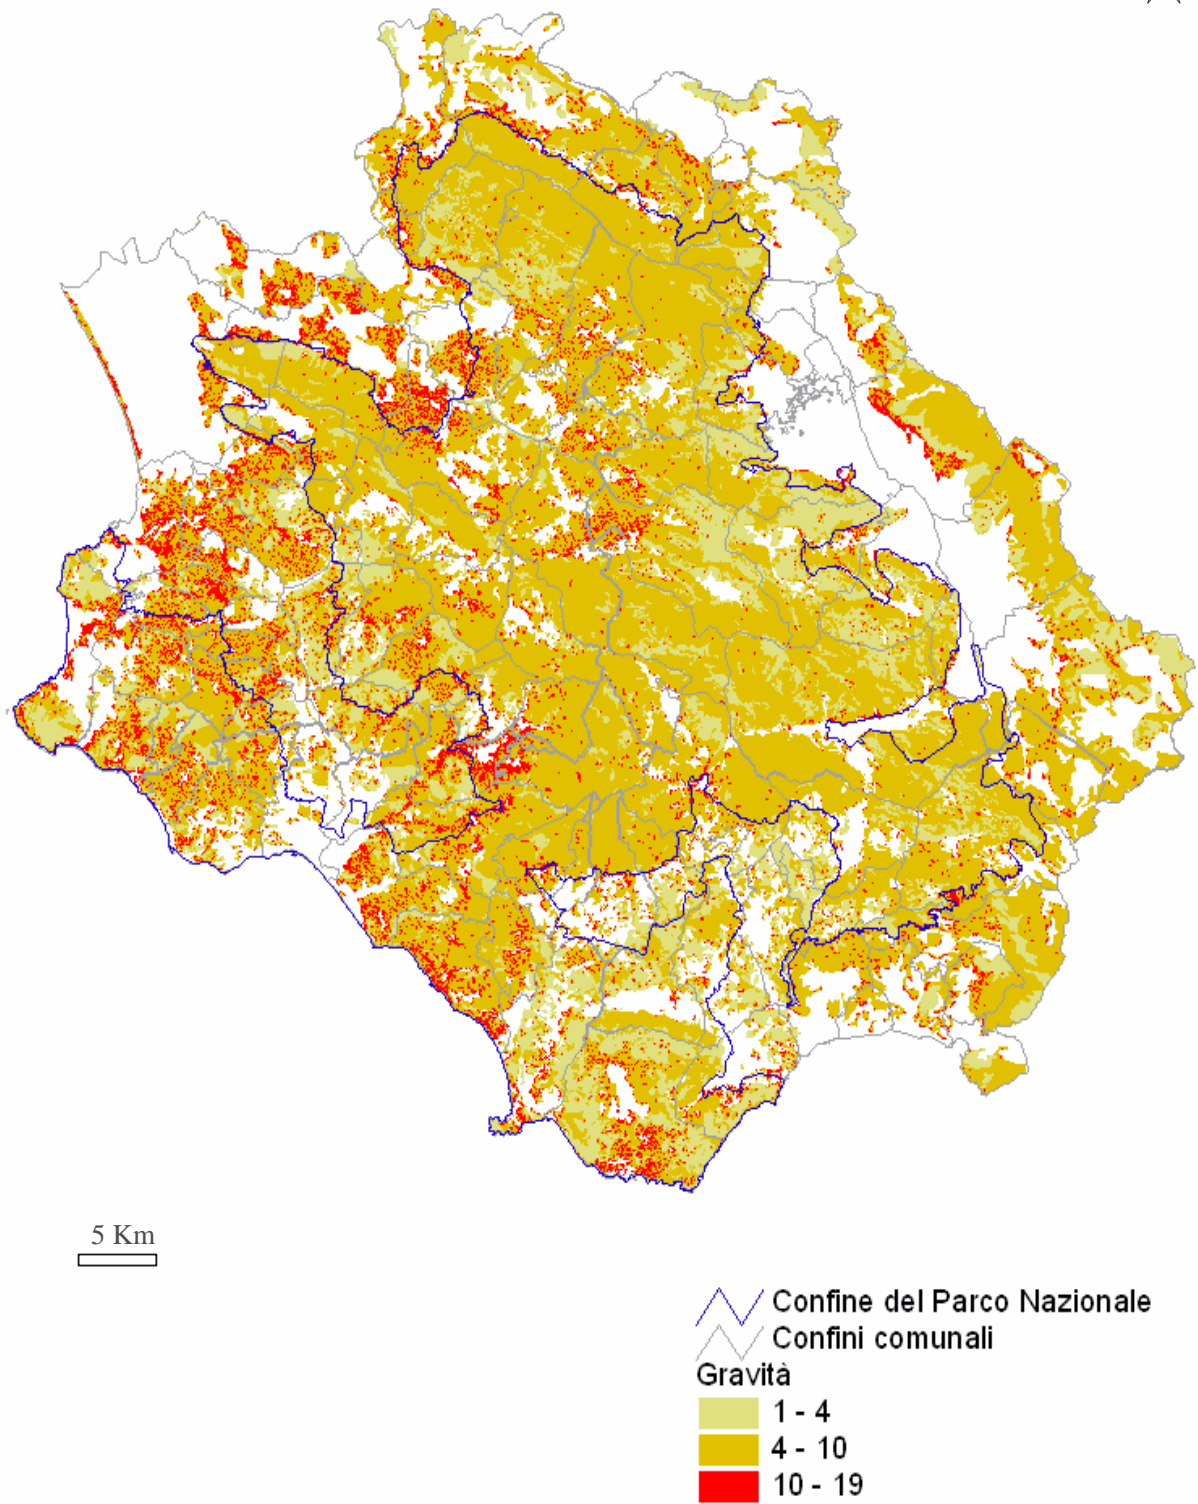 5 Km
Confine del Parco Nazionale
Confini comunali
Gravità
1 - 4
4 - 10
10 - 19